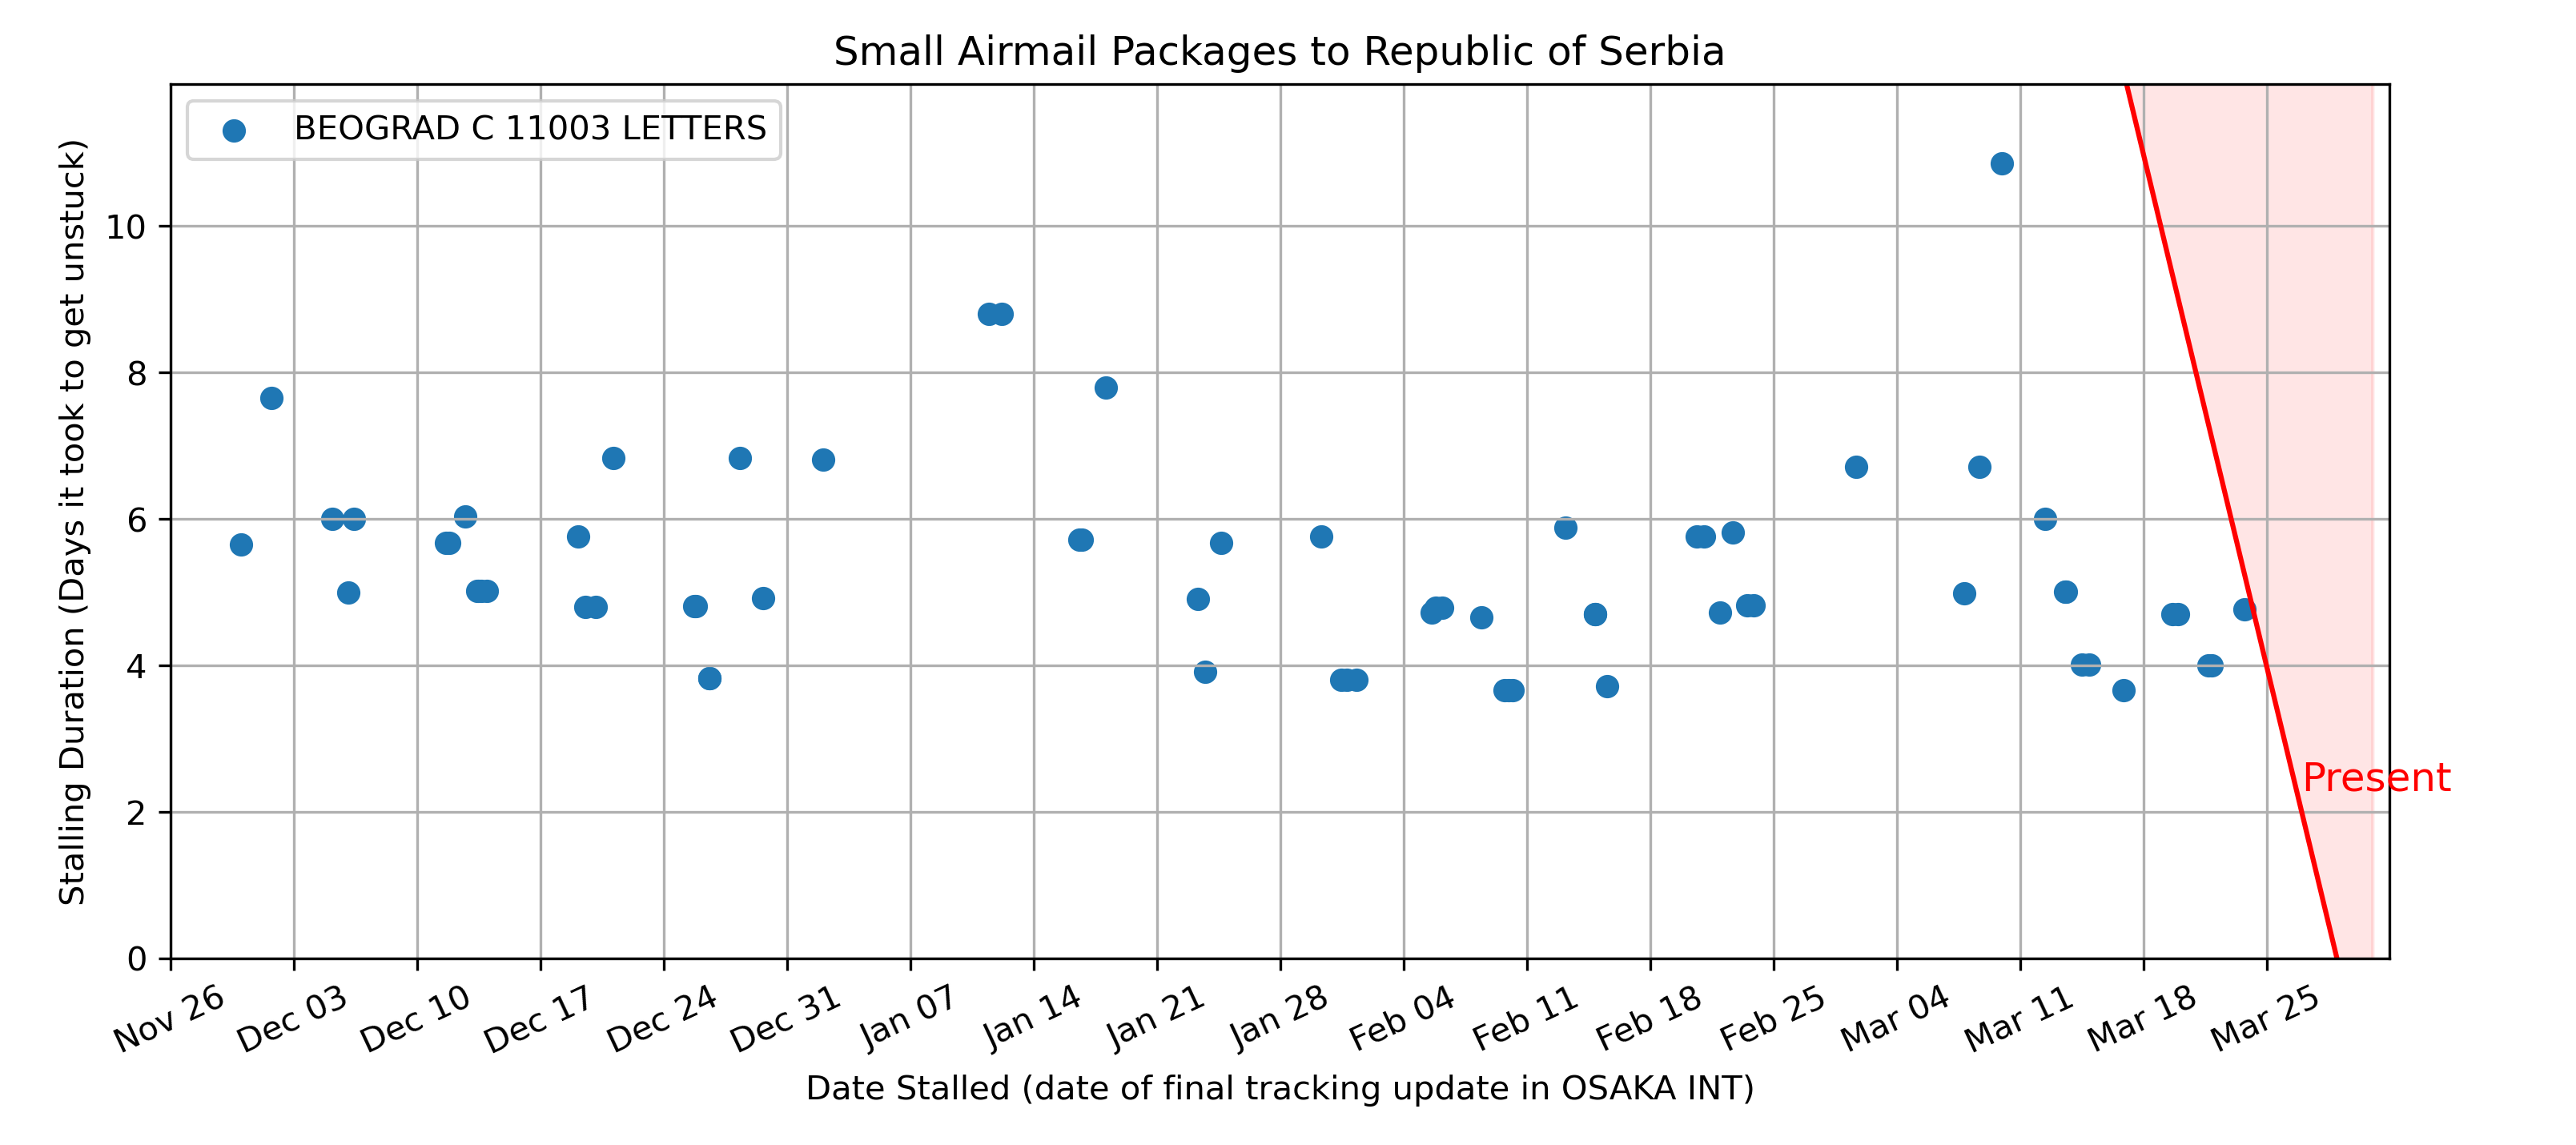 Small Airmail Packages to Republic of Serbia
BEOGRAD C 11003 LETTERS
Stalling Duration (Days it took to get unstuck)
10
8
6
4
2
0
Present
Nov 26
Dec 03
Dec 10
Dec 17
Dec 24
Dec 31
Jan 07
Jan 14
Jan 21
Jan 28
Feb 04
Feb 11
Feb 18
Feb 25
Mar 04
Mar 11
Mar 18
Mar 25
Date Stalled (date of final tracking update in OSAKA INT)